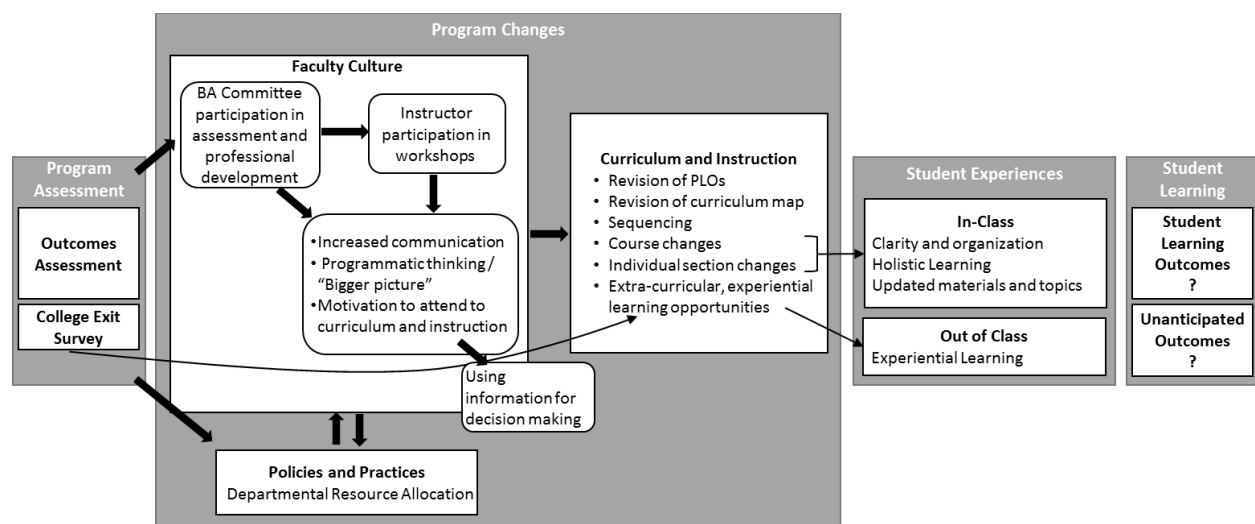 Program Changes
Faculty Culture
BA Committee
participation in
assessment and
professional
development
Instructor
participation in
workshops
•Increased communication
• Programmatic thinking /
"Bigger picture"
•Motivation to attend to
curriculum and instruction
Using
information for
decision making
Policies and Practices
Departmental Resource Allocation
Program
Assessment
Outcomes
Assessment
College Exit
Survey
Curriculum and Instruction
• Revision of PLOs
• Revision of curriculum map
• Sequencing
• Course changes
• Individual section changes
• Extra-curricular, experiential
learning opportunities
Student Experiences
In-Class
Clarity and organization
Holistic Learning
Updated materials and topics
Out of Class
Experiential Learning
Student
Learning
Student
Learning
Outcomes
?
Unanticipated
Outcomes
?